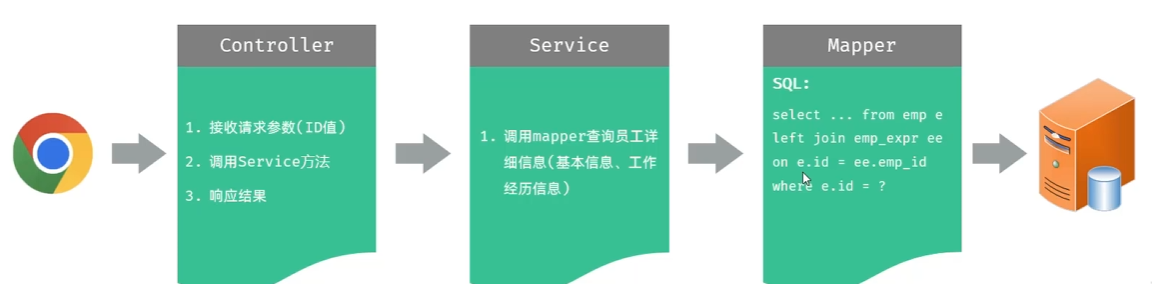 Controller
1. 接收请求参数(ID值)
2. 调用Service方法
3. 响应结果
Service
1. 调用mapper查询员工详
细信息(基本信息、工作
经历信息)
Mapper
SQL:
select ... from emp e
left join emp_expr ee
on e.id = ee.emp_id
where e.id = ?